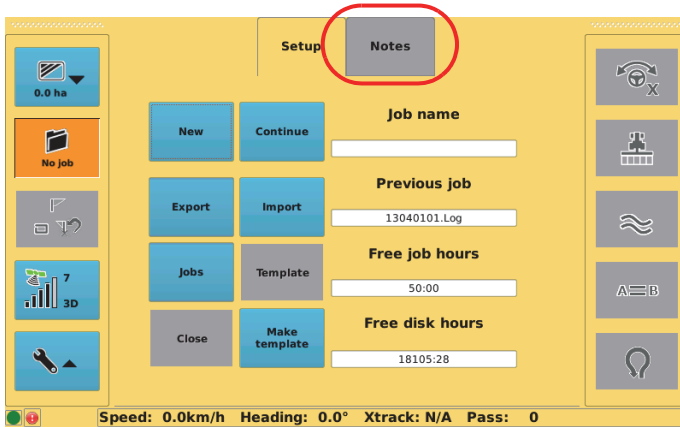 Setup
Notes
0.0 ha
No job
7
3D
New
Continue
Job name
Export
Import
Previous job
13040101.Log
Jobs
Template
Free job hours
50:00
Close
Make
template
Free disk hours
18105:28
X
A B
Speed: 0.0km/h Heading: 0.0° Xtrack: N/A Pass: 0